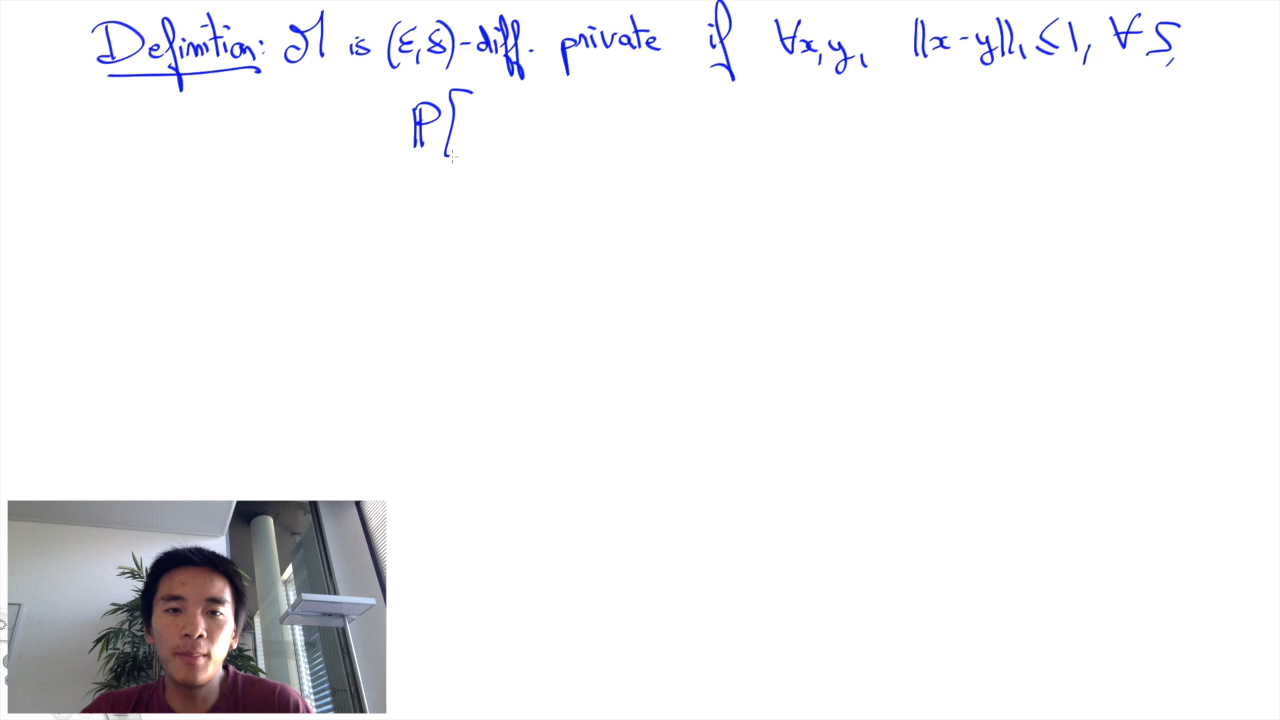 Definition: M is (ε,δ)-diff. private if ∀x,y, ||x-y||₁ ≤ 1, ∀ S,
ℙ[